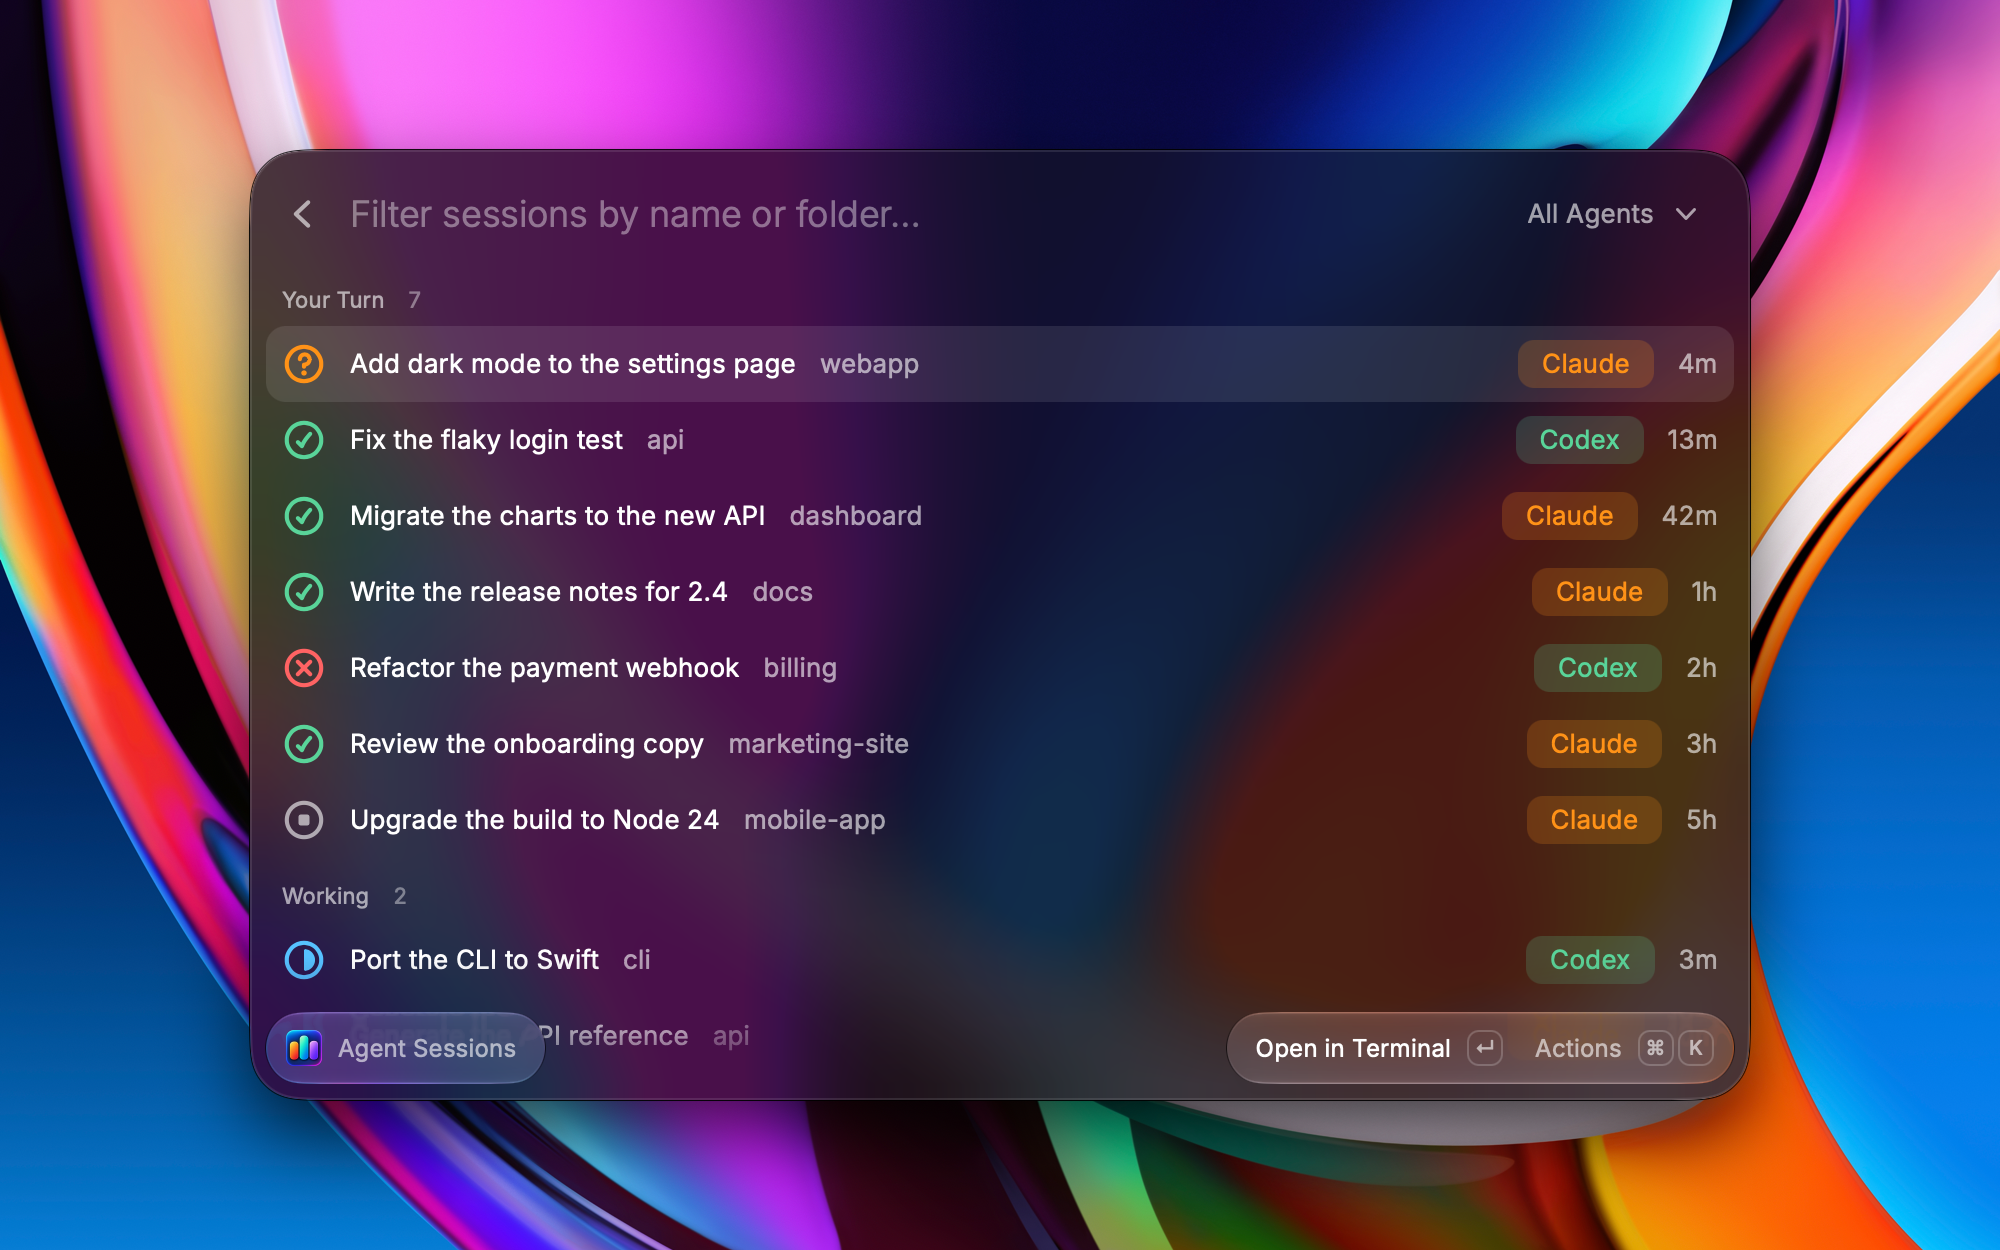 Filter sessions by name or folder...
All Agents
Your Turn 7
Add dark mode to the settings page webapp Claude 4m
Fix the flaky login test api Codex 13m
Migrate the charts to the new API dashboard Claude 42m
Write the release notes for 2.4 docs Claude 1h
Refactor the payment webhook billing Codex 2h
Review the onboarding copy marketing-site Claude 3h
Upgrade the build to Node 24 mobile-app Claude 5h
Working 2
Port the CLI to Swift cli Codex 3m
API reference api
Agent Sessions
Open in Terminal ↵ Actions ⌘ K